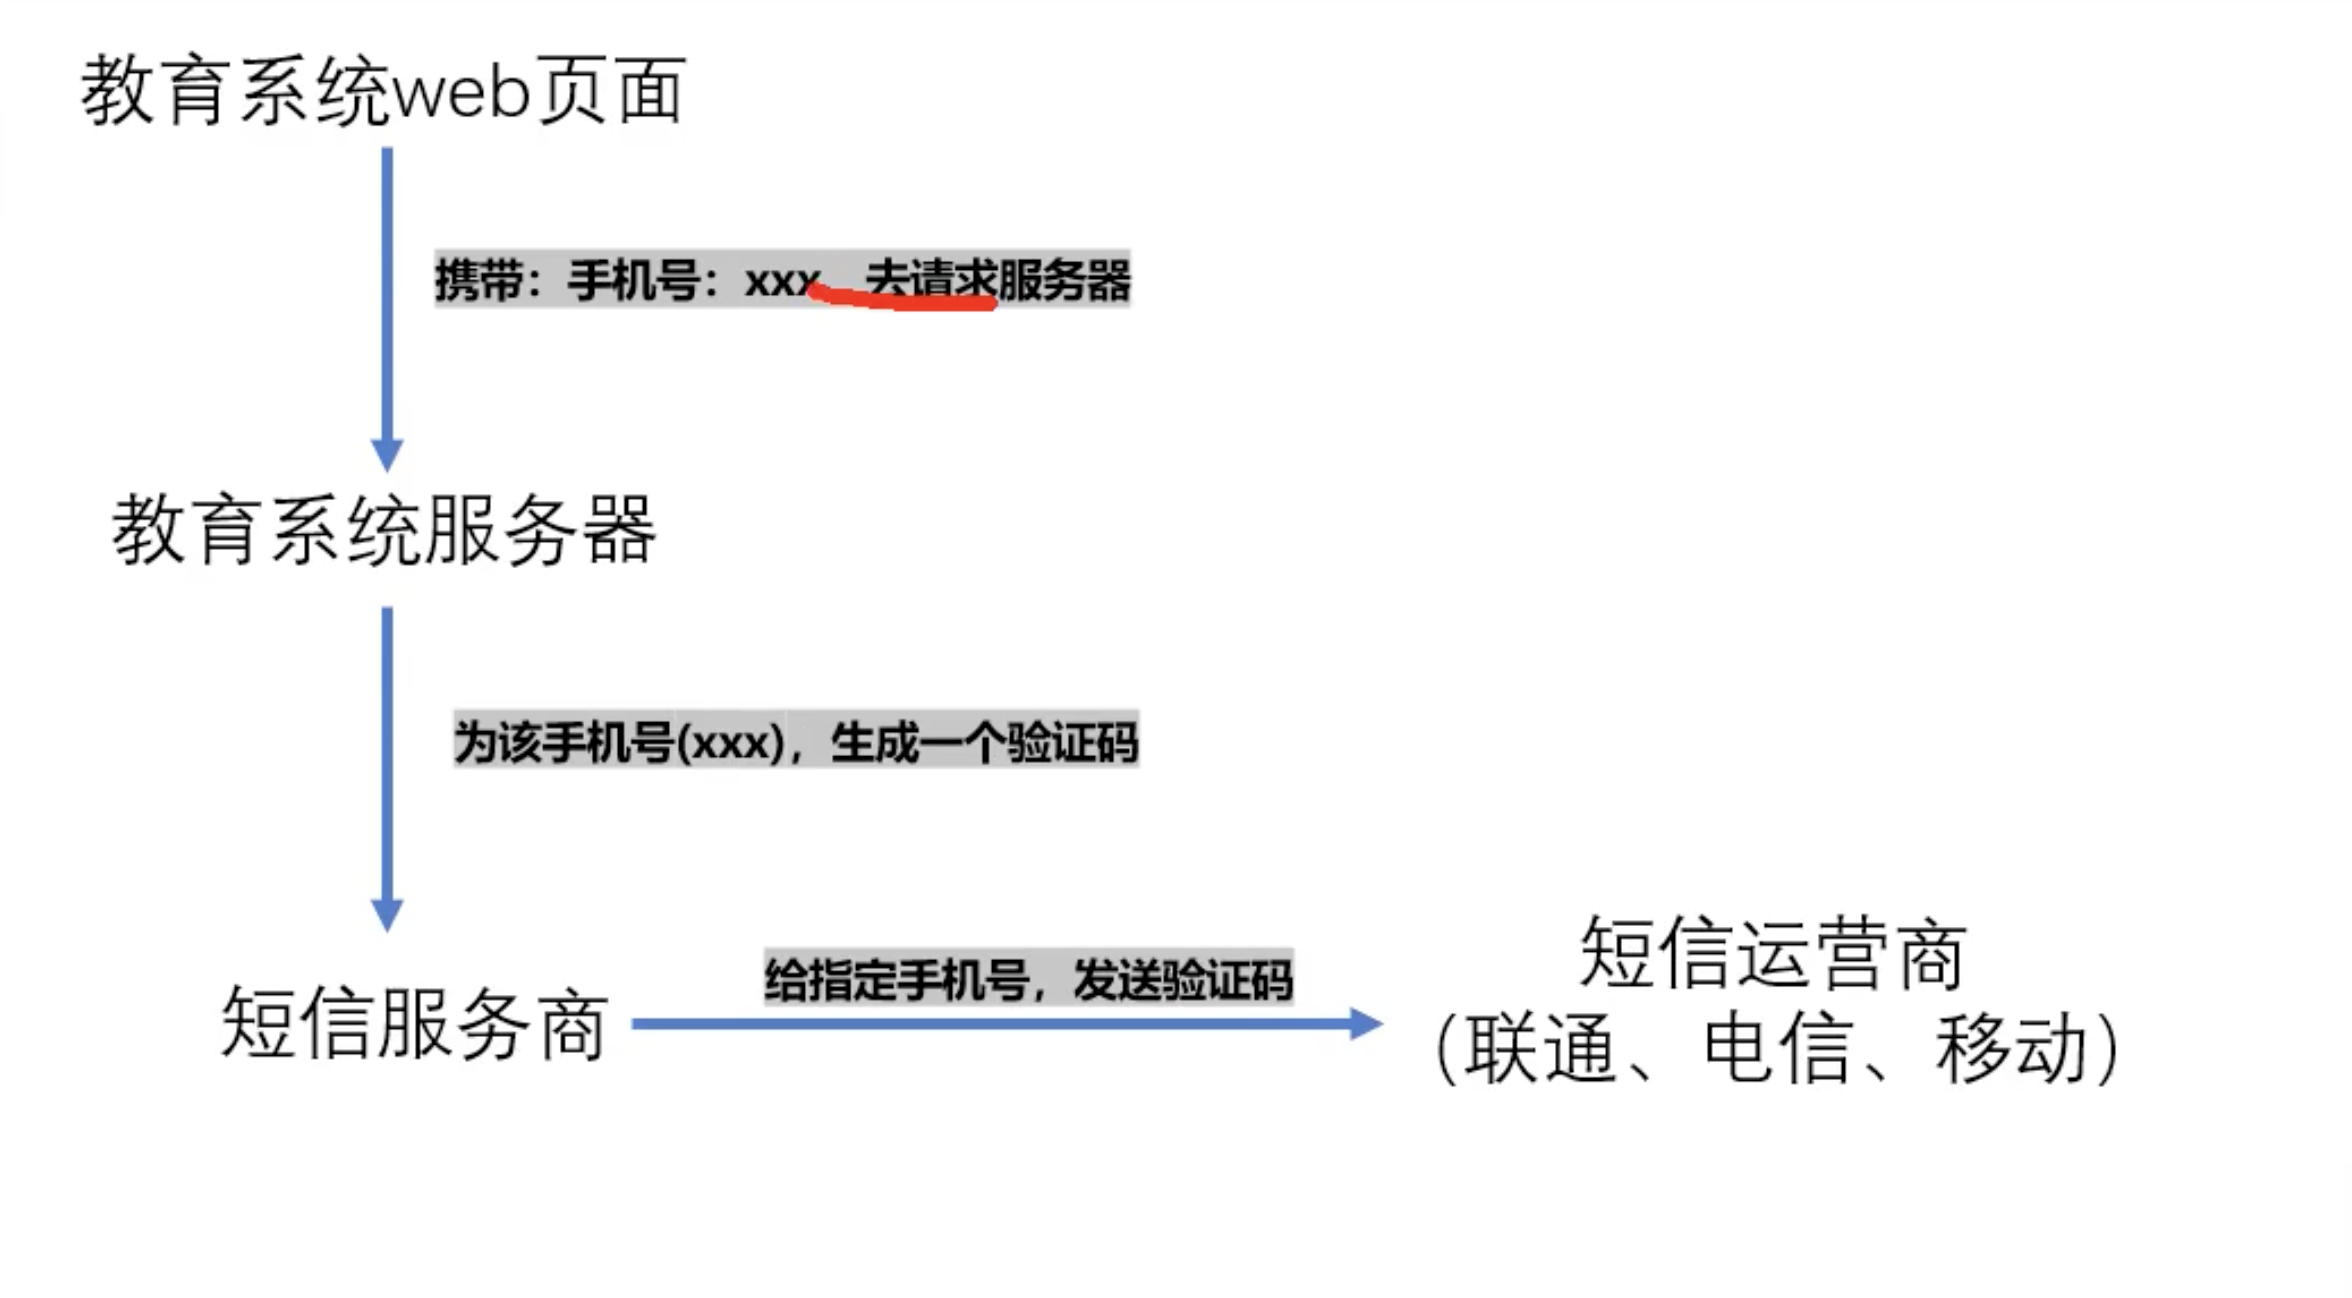 教育系统web页面
携带：手机号：xxx 去请求服务器
教育系统服务器
为该手机号(xxx)，生成一个验证码
短信服务商
给指定手机号，发送验证码
短信运营商
（联通、电信、移动）